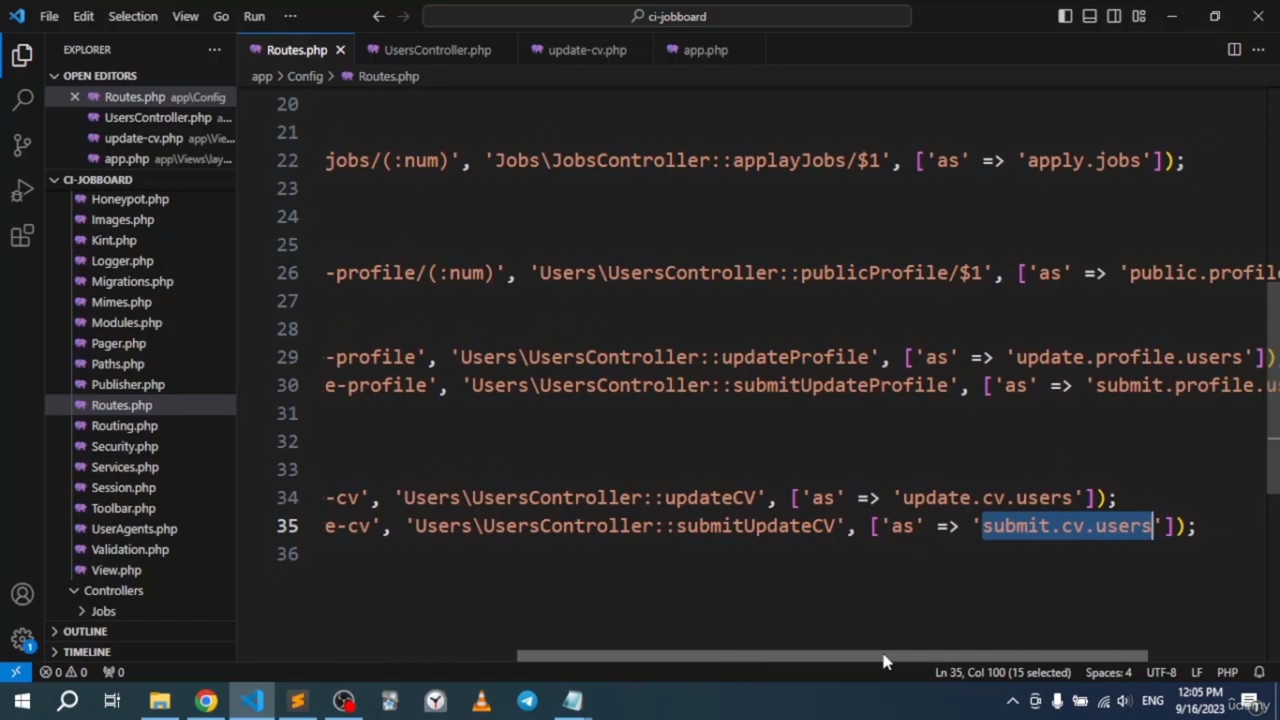 File Edit Selection View Go Run ··· ci-jobboard
EXPLORER ···
Routes.php UsersController.php update-cv.php app.php
OPEN EDITORS
Routes.php app\Config
UsersController.php a...
update-cv.php app\Vie...
app.php app\Views\lay...
CI-JOBBOARD
Honeypot.php
Images.php
Kint.php
Logger.php
Migrations.php
Mimes.php
Modules.php
Pager.php
Paths.php
Publisher.php
Routes.php
Routing.php
Security.php
Services.php
Session.php
Toolbar.php
UserAgents.php
Validation.php
View.php
Controllers
Jobs
OUTLINE
TIMELINE
app > Config > Routes.php
20
21
22 jobs/(:num)', 'Jobs\JobsController::applayJobs/$1', ['as' => 'apply.jobs']);
23
24
25
26 -profile/(:num)', 'Users\UsersController::publicProfile/$1', ['as' => 'public.profile
27
28
29 -profile', 'Users\UsersController::updateProfile', ['as' => 'update.profile.users'])
30 e-profile', 'Users\UsersController::submitUpdateProfile', ['as' => 'submit.profile.u
31
32
33
34 -cv', 'Users\UsersController::updateCV', ['as' => 'update.cv.users']);
35 e-cv', 'Users\UsersController::submitUpdateCV', ['as' => 'submit.cv.users']);
36
1
0 0 0 Ln 35, Col 100 (15 selected) Spaces: 4 UTF-8 LF PHP
ENG 12:05 PM
9/16/2023
udemy